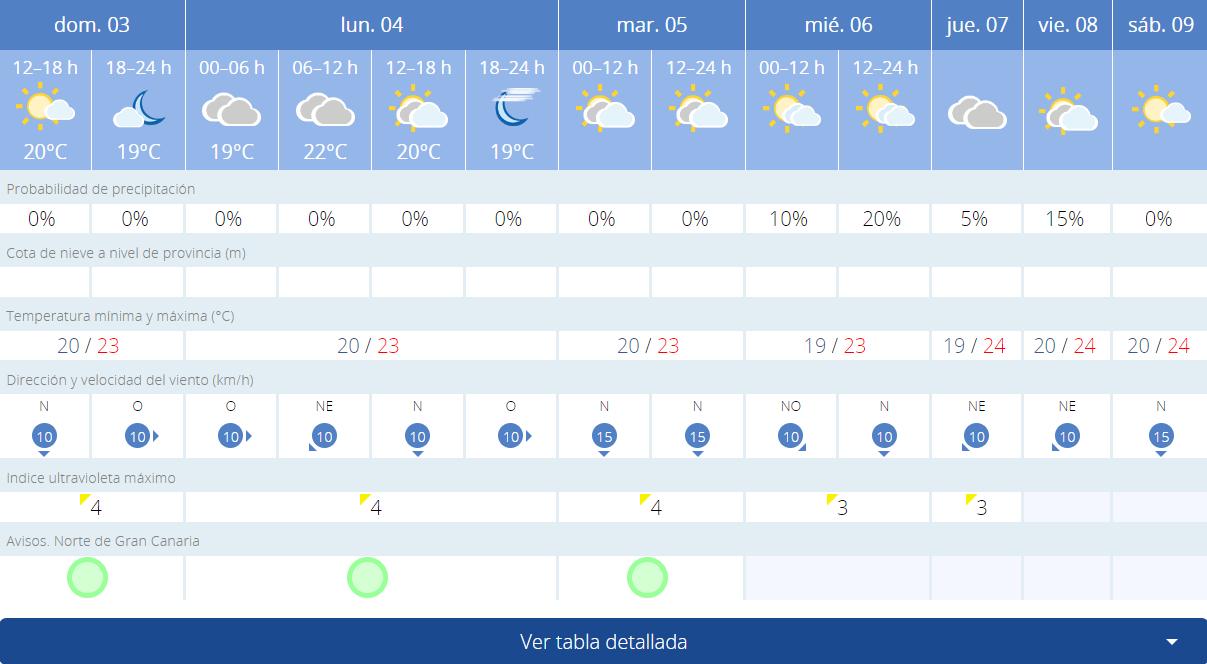 dom. 03 lun. 04 mar. 05 mié. 06 jue. 07 vie. 08 sáb. 09
12–18 h 18–24 h 00–06 h 06–12 h 12–18 h 18–24 h 00–12 h 12–24 h 00–12 h 12–24 h
20°C 19°C 19°C 22°C 20°C 19°C
Probabilidad de precipitación
0% 0% 0% 0% 0% 0% 0% 0% 10% 20% 5% 15% 0%
Cota de nieve a nivel de provincia (m)
Temperatura mínima y máxima (°C)
20 / 23 20 / 23 20 / 23 19 / 23 19 / 24 20 / 24 20 / 24
Dirección y velocidad del viento (km/h)
N O O NE N O N N NO N NE NE N
10 10 10 10 10 10 15 15 10 10 10 10 15
Indice ultravioleta máximo
4 4 4 3 3
Avisos. Norte de Gran Canaria
Ver tabla detallada